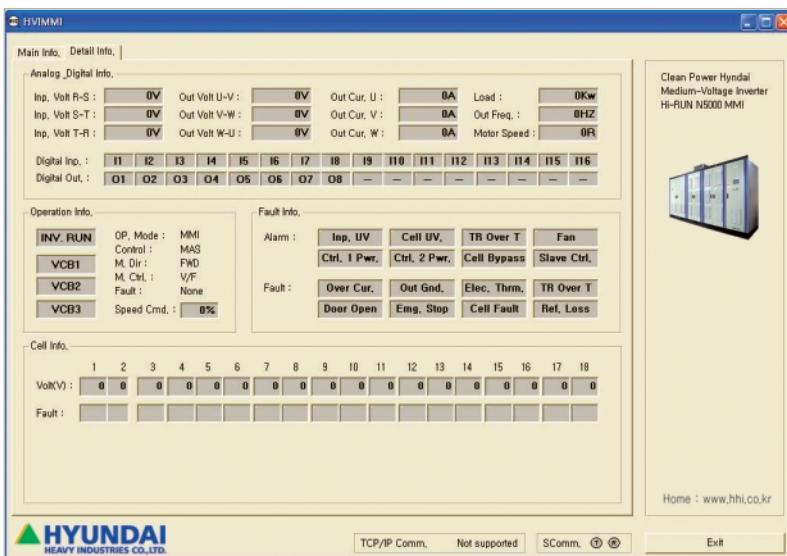 HVIMMI
Main Info, Detail Info,
Analog_Digital Info,
Inp, Volt R-S : 0V Out Volt U-V : 0V Out Cur, U : 0A Load : 0Kw
Inp, Volt S-T : 0V Out Volt V-W : 0V Out Cur, V : 0A Out Freq, : 0HZ
Inp, Volt T-R : 0V Out Volt W-U : 0V Out Cur, W : 0A Motor Speed : 0R
Digital Inp, : I1 I2 I3 I4 I5 I6 I7 I8 I9 I10 I11 I12 I13 I14 I15 I16
Digital Out, : O1 O2 O3 O4 O5 O6 O7 O8 – – – – – – – –
Operation Info,
INV. RUN
VCB1
VCB2
VCB3
OP, Mode : MMI
Control : MAS
M, Dir : FWD
M, Ctrl, : V/F
Fault : None
Speed Cmd, : 0%
Fault Info,
Alarm : Inp, UV Cell UV, TR Over T Fan
Ctrl, 1 Pwr, Ctrl, 2 Pwr, Cell Bypass Slave Ctrl,
Fault : Over Cur, Out Gnd, Elec, Thrm, TR Over T
Door Open Emg, Stop Cell Fault Ref, Loss
Cell Info,
1 2 3 4 5 6 7 8 9 10 11 12 13 14 15 16 17 18
Volt(V) : 0 0 0 0 0 0 0 0 0 0 0 0 0 0 0 0 0 0
Fault :
Clean Power Hyndai
Medium-Voltage Inverter
Hi-RUN N5000 MMI
Home : www,hhi,co,kr
HYUNDAI
HEAVY INDUSTRIES CO.,LTD.
TCP/IP Comm, Not supported
SComm, T R
Exit